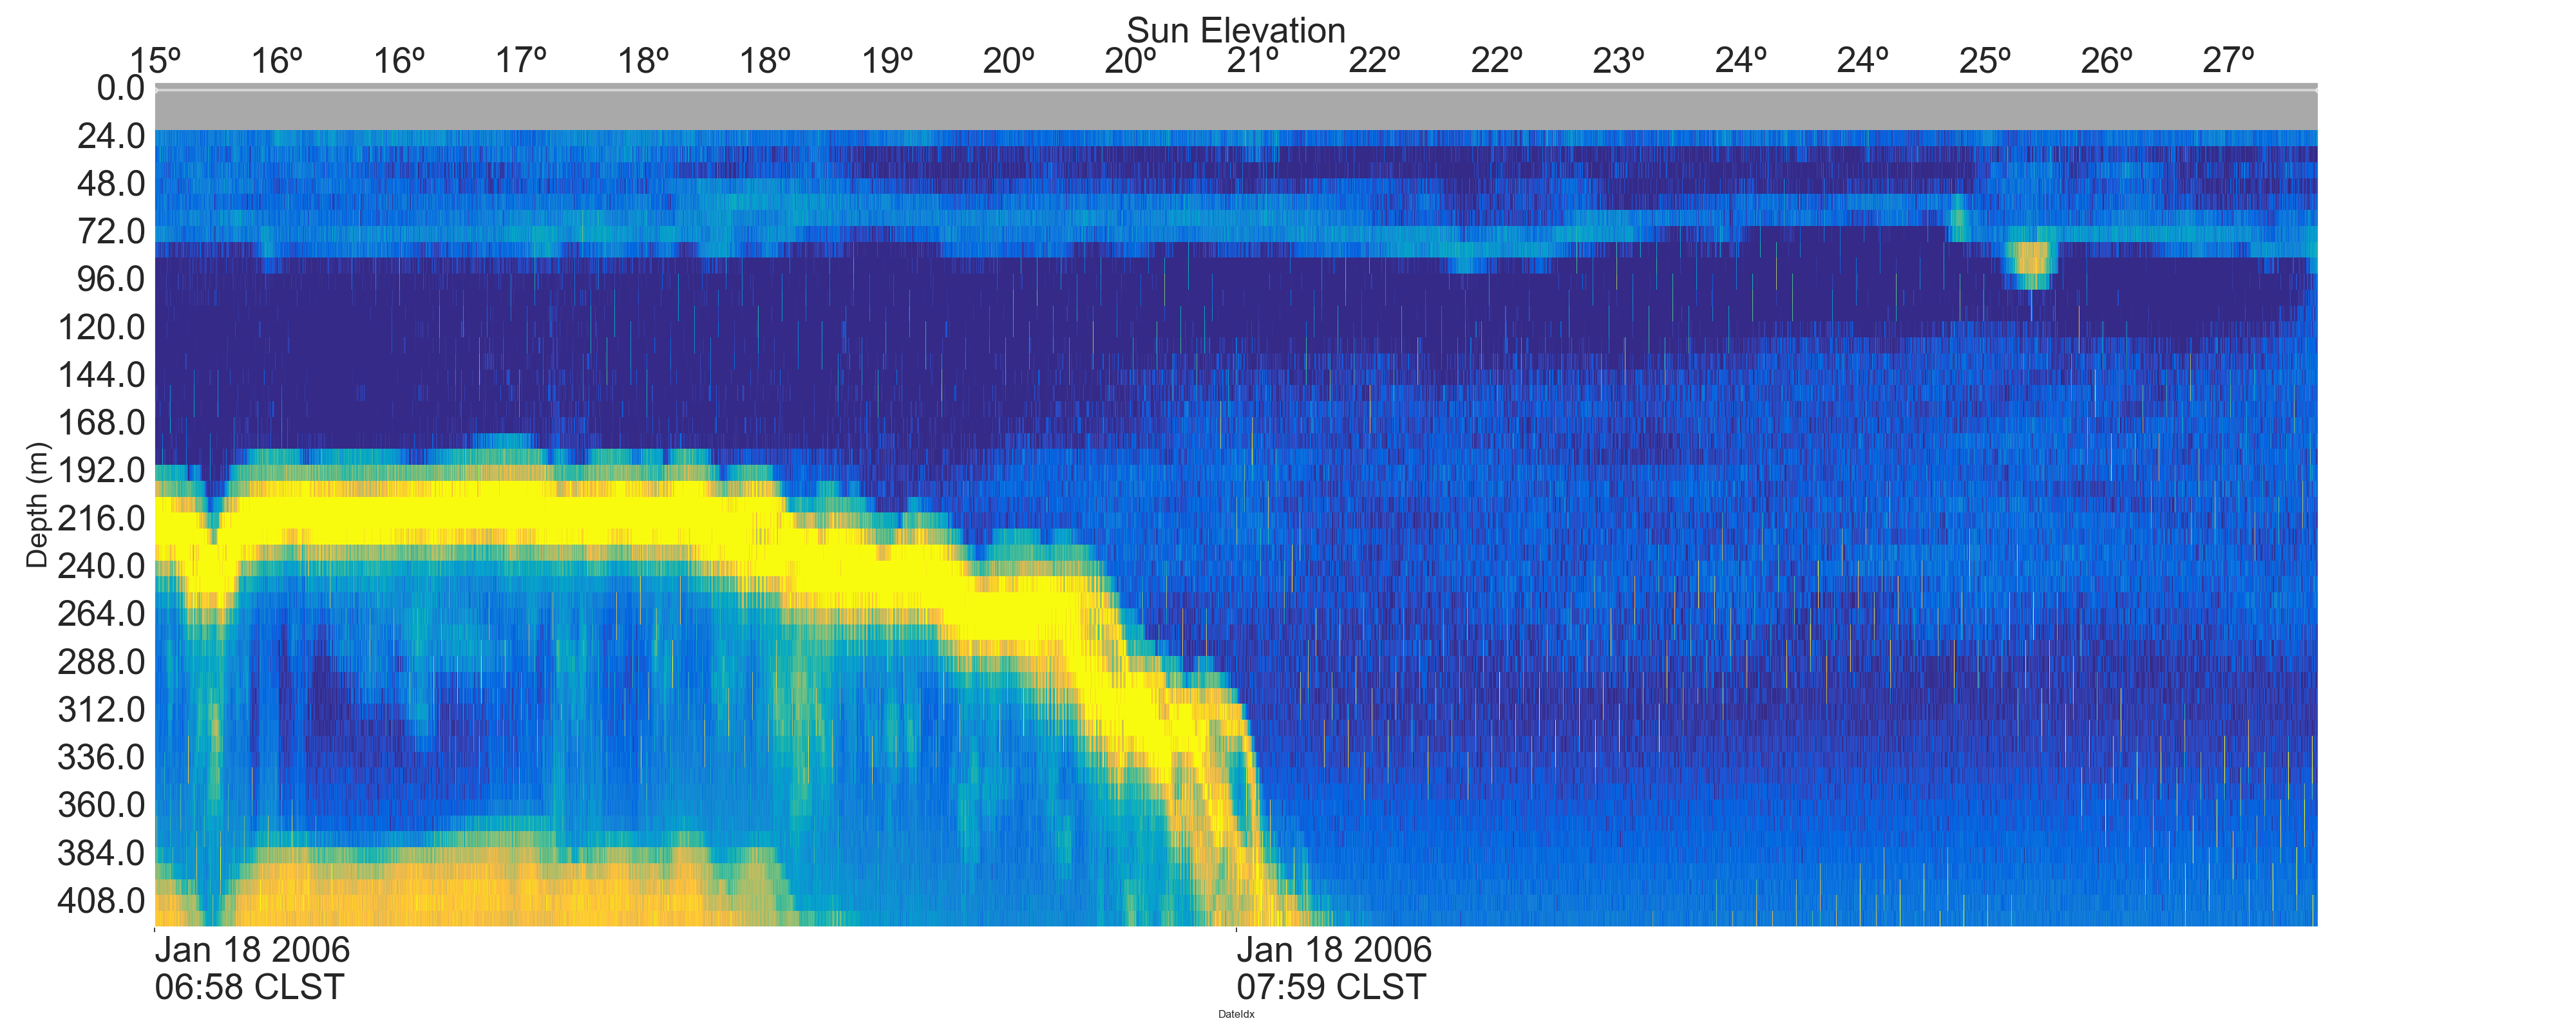 Sun Elevation
15º 16º 16º 17º 18º 18º 19º 20º 20º 21º 22º 22º 23º 24º 24º 25º 26º 27º
0.0
24.0
48.0
72.0
96.0
120.0
144.0
168.0
192.0
216.0
240.0
264.0
288.0
312.0
336.0
360.0
384.0
408.0
Depth (m)
Jan 18 2006
06:58 CLST
Jan 18 2006
07:59 CLST
DateIdx